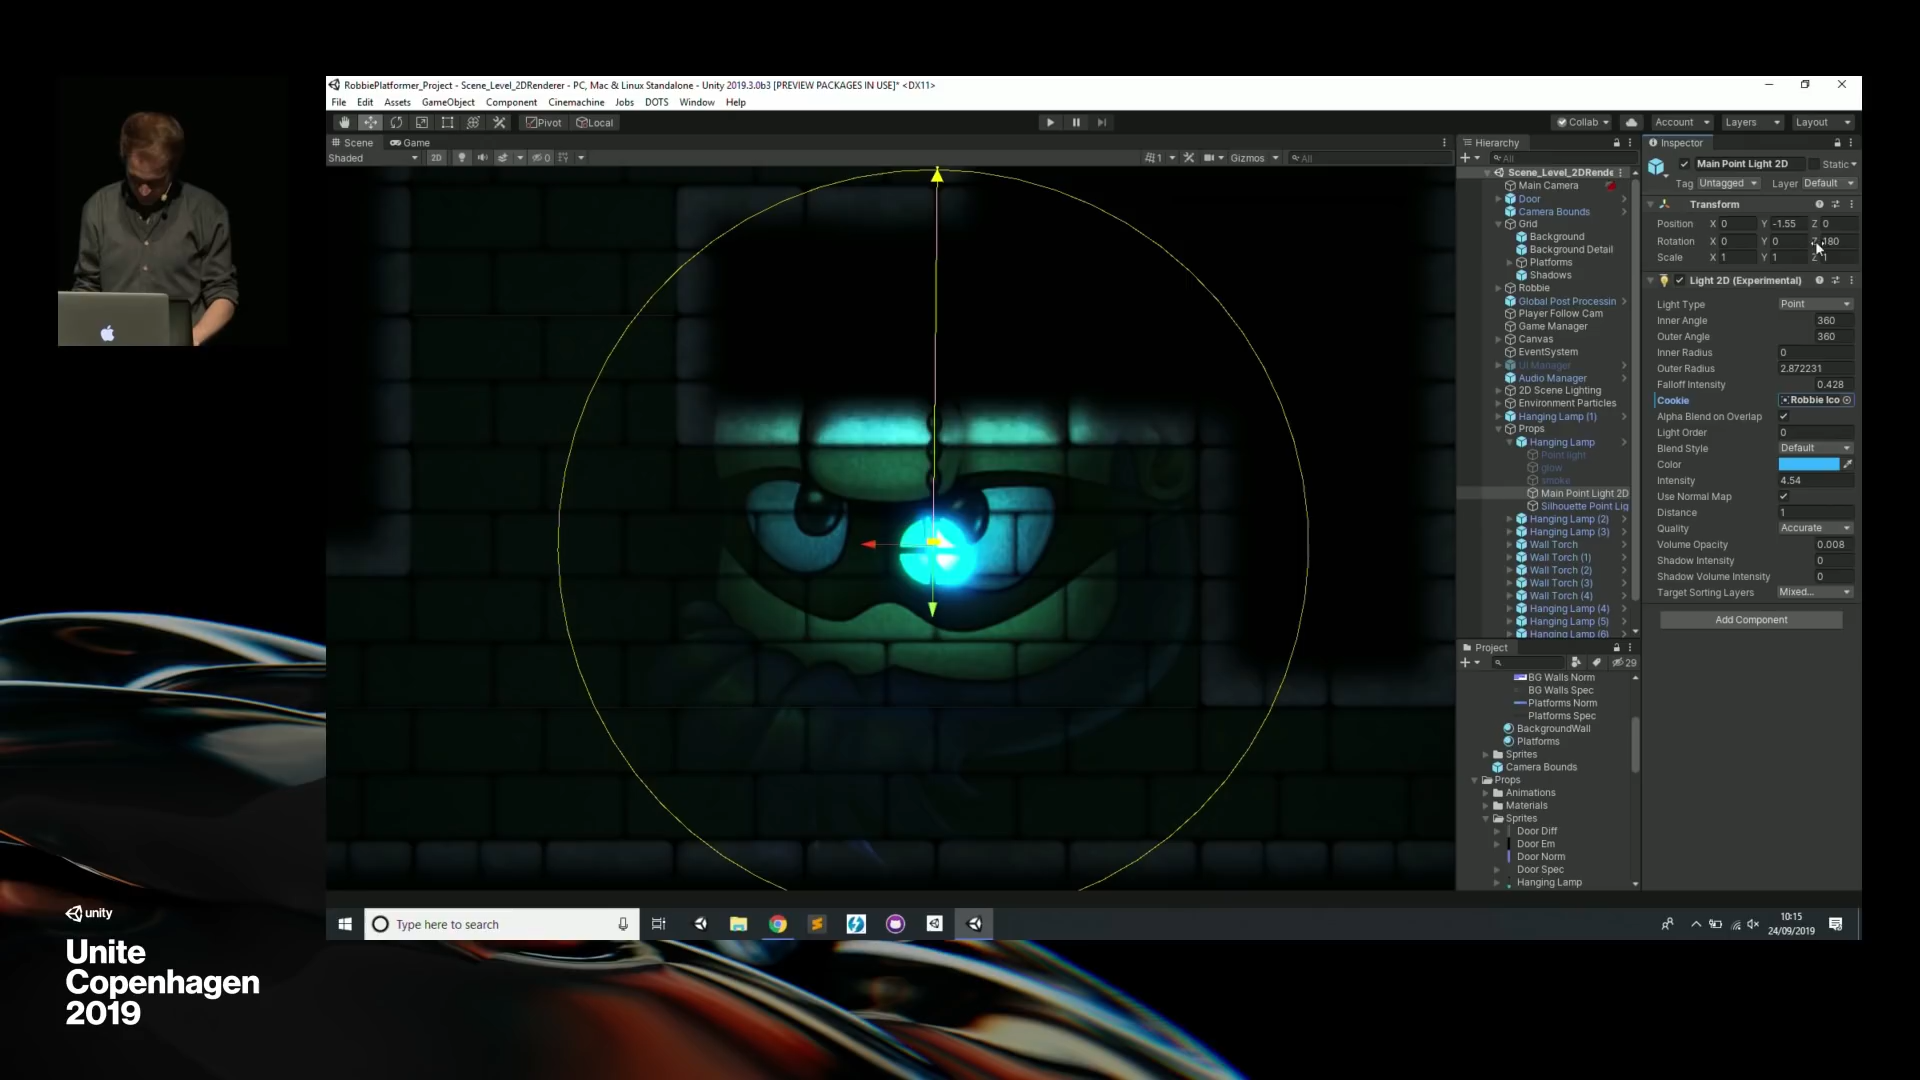 RobbiePlatformer_Project - Scene_Level_2DRenderer - PC, Mac & Linux Standalone - Unity 2019.3.0b3 [PREVIEW PACKAGES IN USE]* <DX11>
File Edit Assets GameObject Component Cinemachine Jobs DOTS Window Help
Pivot Local
Collab Account Layers Layout
Scene Game
Shaded 2D 0 1 Gizmos All
Hierarchy
All
Scene_Level_2DRende
Main Camera
Door
Camera Bounds
Grid
Background
Background Detail
Platforms
Shadows
Robbie
Global Post Processin
Player Follow Cam
Game Manager
Canvas
EventSystem
UI Manager
Audio Manager
2D Scene Lighting
Environment Particles
Hanging Lamp (1)
Props
Hanging Lamp
Point light
glow
smoke
Main Point Light 2D
Silhouette Point Lig
Hanging Lamp (2)
Hanging Lamp (3)
Wall Torch
Wall Torch (1)
Wall Torch (2)
Wall Torch (3)
Wall Torch (4)
Hanging Lamp (4)
Hanging Lamp (5)
Hanging Lamp (6)
Project
29
BG Walls Norm
BG Walls Spec
Platforms Norm
Platforms Spec
BackgroundWall
Platforms
Sprites
Camera Bounds
Props
Animations
Materials
Sprites
Door Diff
Door Em
Door Norm
Door Spec
Hanging Lamp
Inspector
Main Point Light 2D Static
Tag Untagged Layer Default
Transform
Position X 0 Y -1.55 Z 0
Rotation X 0 Y 0 Z 180
Scale X 1 Y 1 Z 1
Light 2D (Experimental)
Light Type Point
Inner Angle 360
Outer Angle 360
Inner Radius 0
Outer Radius 2.872231
Falloff Intensity 0.428
Cookie Robbie Ico
Alpha Blend on Overlap
Light Order 0
Blend Style Default
Color
Intensity 4.54
Use Normal Map
Distance 1
Quality Accurate
Volume Opacity 0.008
Shadow Intensity 0
Shadow Volume Intensity 0
Target Sorting Layers Mixed...
Add Component
Type here to search
10:15
24/09/2019
unity
Unite
Copenhagen
2019